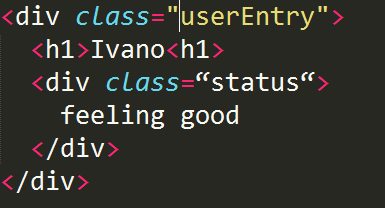 <div class="userEntry">
<h1>Ivano<h1>
<div class=“status“>
feeling good
</div>
</div>